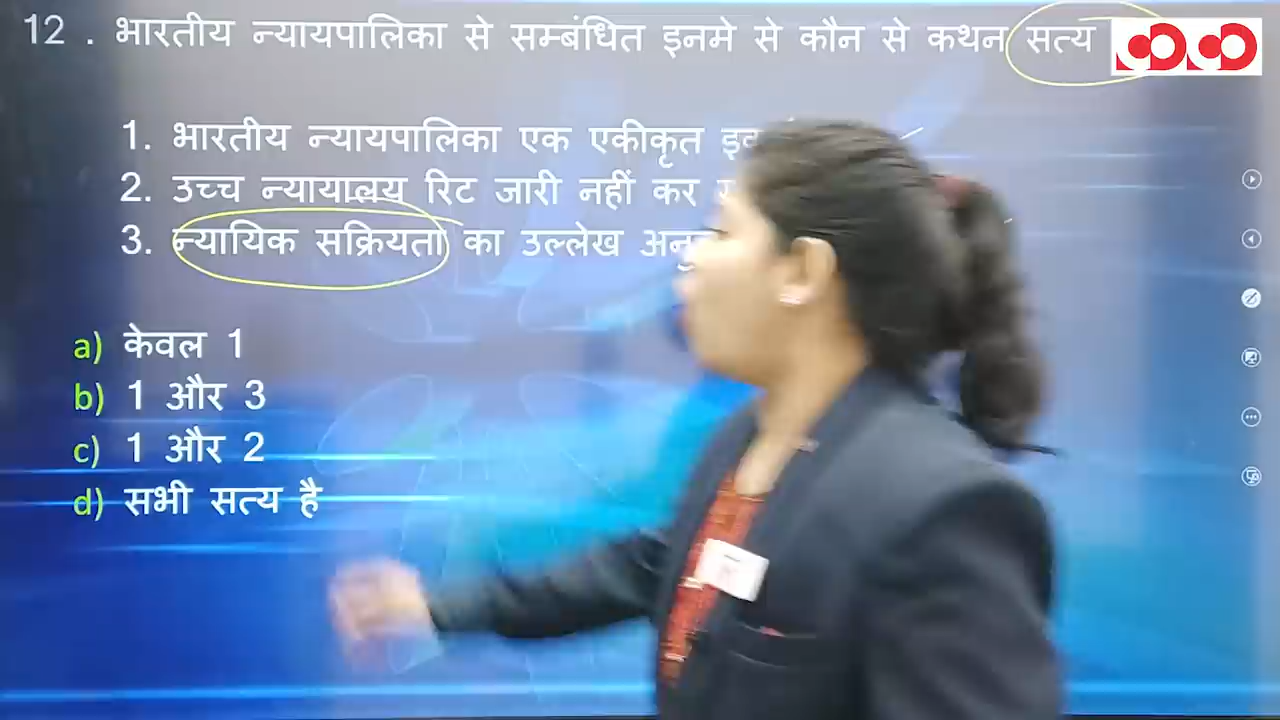 12 . भारतीय न्यायपालिका से सम्बंधित इनमे से कौन से कथन सत्य
1. भारतीय न्यायपालिका एक एकीकृत
2. उच्च न्यायालय रिट जारी नहीं कर
3. न्यायिक सक्रियता का उल्लेख
a) केवल 1
b) 1 और 3
c) 1 और 2
d) सभी सत्य है